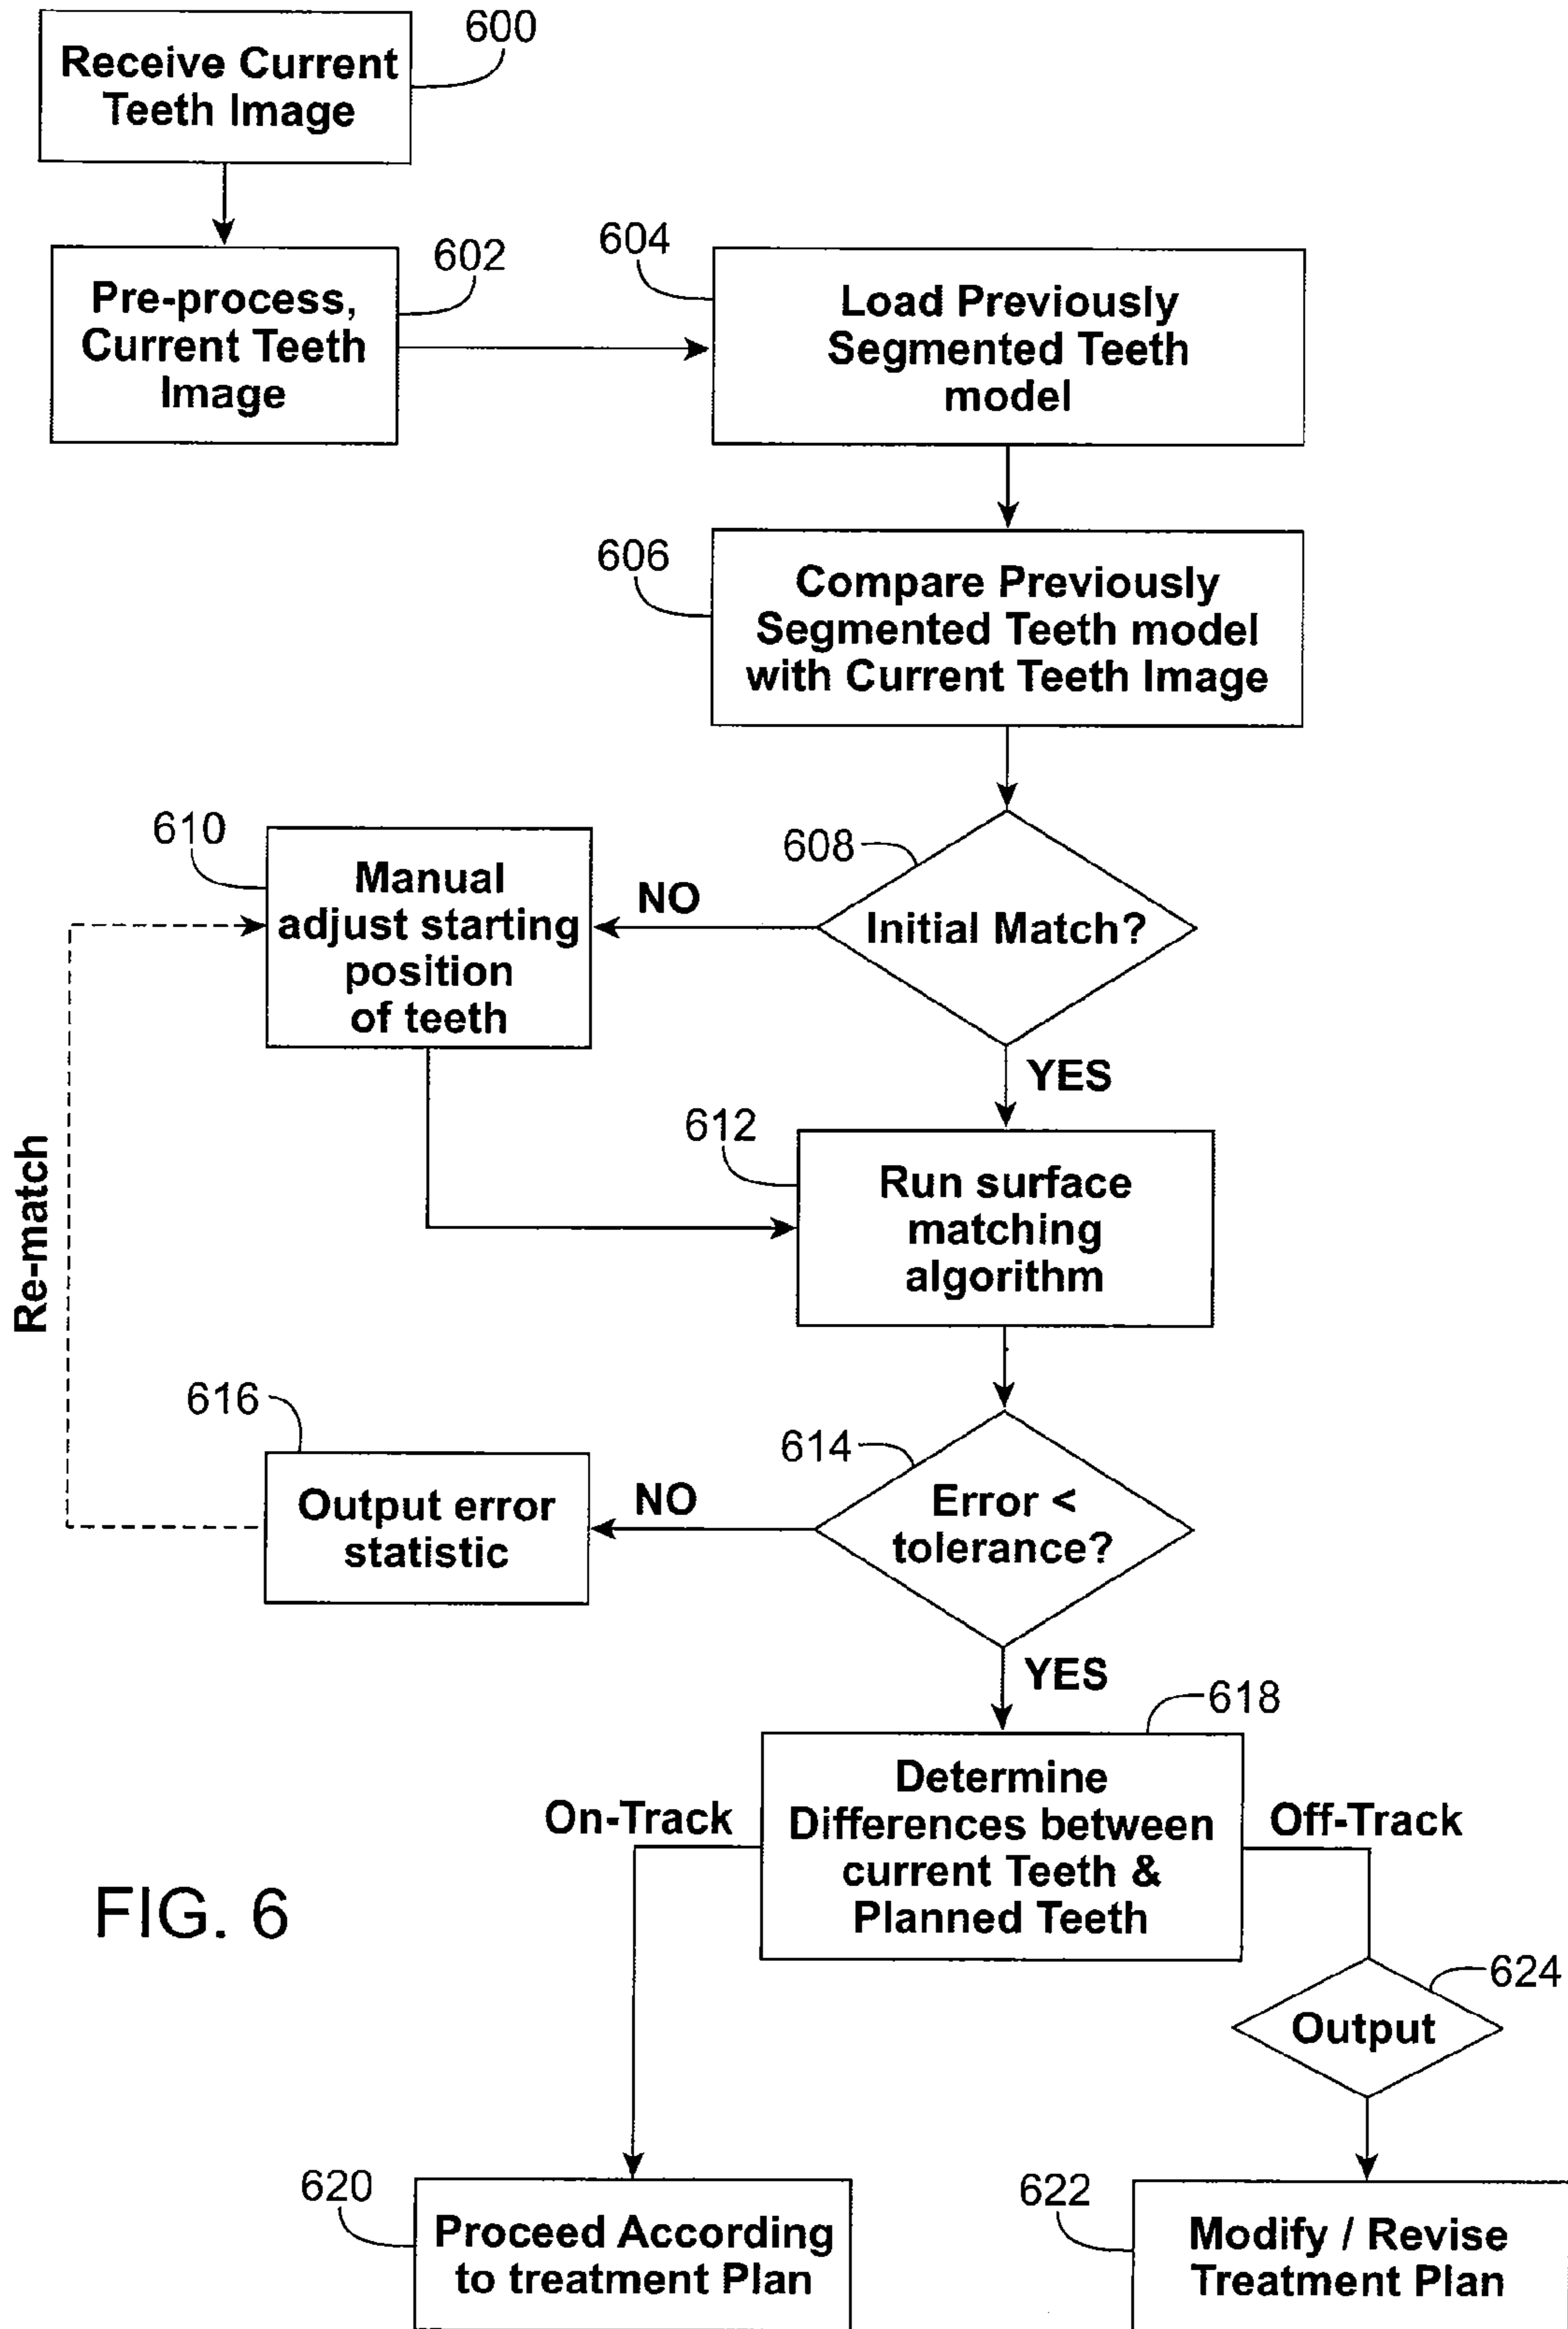 600
Receive Current
Teeth Image
602
Pre-process,
Current Teeth
Image
604
Load Previously
Segmented Teeth
model
606
Compare Previously
Segmented Teeth model
with Current Teeth Image
608
Initial Match?
NO
610
Manual
adjust starting
position
of teeth
YES
612
Run surface
matching
algorithm
Re-match
614
Error <
tolerance?
NO
616
Output error
statistic
YES
618
Determine
Differences between
current Teeth &
Planned Teeth
On-Track
Off-Track
FIG. 6
624
Output
620
Proceed According
to treatment Plan
622
Modify / Revise
Treatment Plan